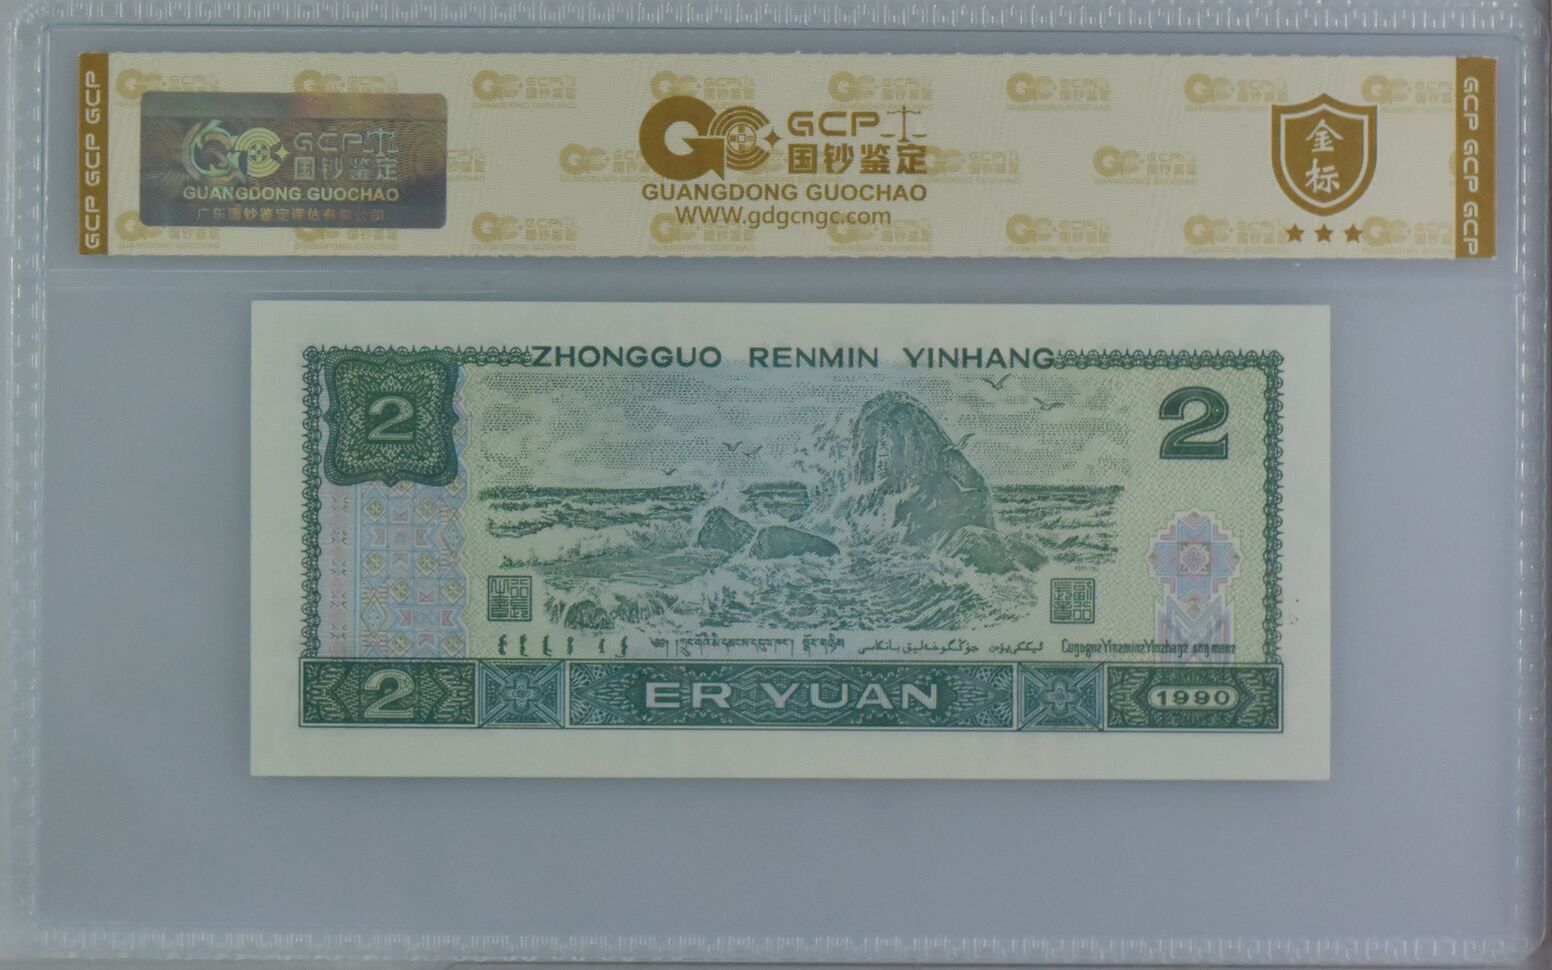 GCP GCP GCP
GCP
国钞鉴定
GUANGDONG GUOCHAO
广东国钞鉴定评估有限公司
GCP
国钞鉴定
GUANGDONG GUOCHAO
WWW.gdgcngc.com
金标
GCP GCP GCP
ZHONGGUO RENMIN YINHANG
2
2
2
ER YUAN
1990